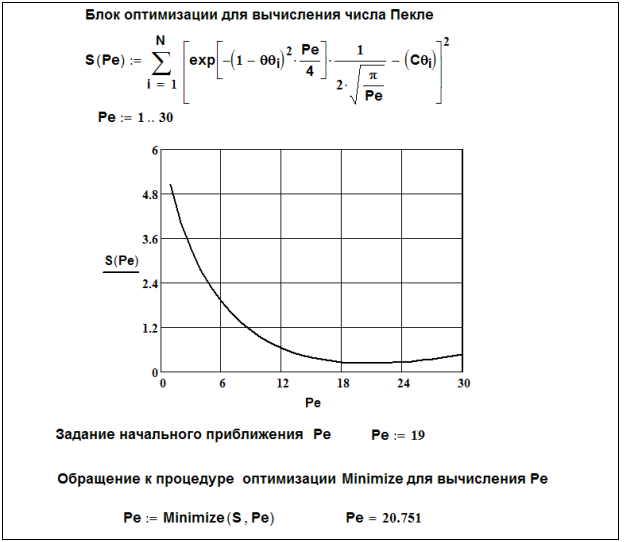 Блок оптимизации для вычисления числа Пекле
S(Pe) := ∑ i = 1 N [exp[-(1 - θθi)^2 · Pe/4] · 1/(2·√(π/Pe)) - (Cθi)]^2
Pe := 1 .. 30
6
4.8
3.6
S(Pe)
2.4
1.2
0
0 6 12 18 24 30
Pe
Задание начального приближения Pe Pe := 19
Обращение к процедуре оптимизации Minimize для вычисления Pe
Pe := Minimize(S , Pe) Pe = 20.751